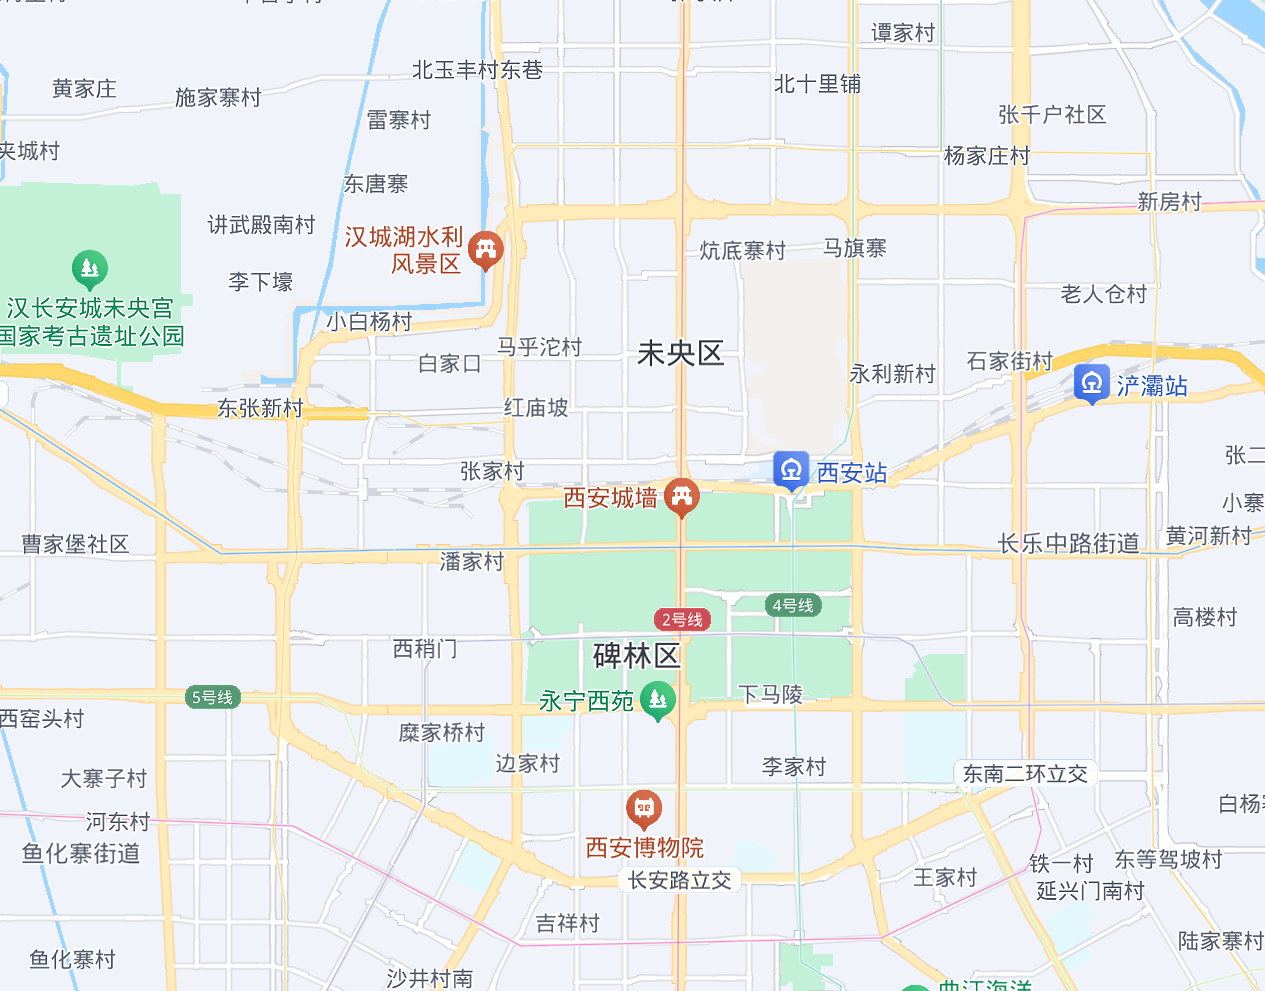 谭家村
北玉丰村东巷
北十里铺
黄家庄
施家寨村
张千户社区
雷寨村
夹城村
杨家庄村
东唐寨
新房村
讲武殿南村
汉城湖水利
风景区
炕底寨村
马旗寨
李下壕
老人仓村
汉长安城未央宫
国家考古遗址公园
小白杨村
马乎沱村
未央区
白家口
石家街村
永利新村
浐灞站
东张新村
红庙坡
张二
张家村
西安站
西安城墙
小寨
曹家堡社区
长乐中路街道
黄河新村
潘家村
4号线
2号线
高楼村
西稍门
碑林区
5号线
永宁西苑
下马陵
西窑头村
糜家桥村
边家村
李家村
东南二环立交
大寨子村
白杨寨
河东村
西安博物院
鱼化寨街道
铁一村
东等驾坡村
长安路立交
王家村
延兴门南村
吉祥村
陆家寨村
鱼化寨村
沙井村南
曲江海洋